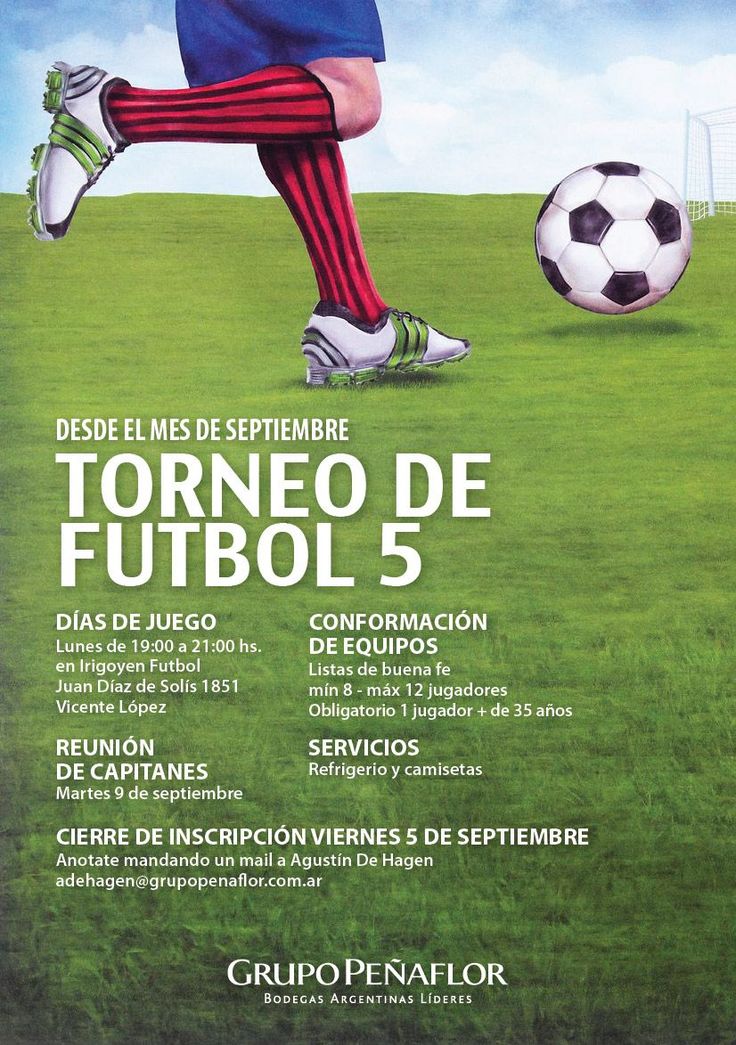 DESDE EL MES DE SEPTIEMBRE
TORNEO DE
FUTBOL 5
DÍAS DE JUEGO
Lunes de 19:00 a 21:00 hs.
en Irigoyen Futbol
Juan Díaz de Solís 1851
Vicente López
CONFORMACIÓN
DE EQUIPOS
Listas de buena fe
mín 8 - máx 12 jugadores
Obligatorio 1 jugador + de 35 años
REUNIÓN
DE CAPITANES
Martes 9 de septiembre
SERVICIOS
Refrigerio y camisetas
CIERRE DE INSCRIPCIÓN VIERNES 5 DE SEPTIEMBRE
Anotate mandando un mail a Agustín De Hagen
adehagen@grupopenaflor.com.ar
GRUPO PEÑAFLOR
BODEGAS ARGENTINAS LÍDERES